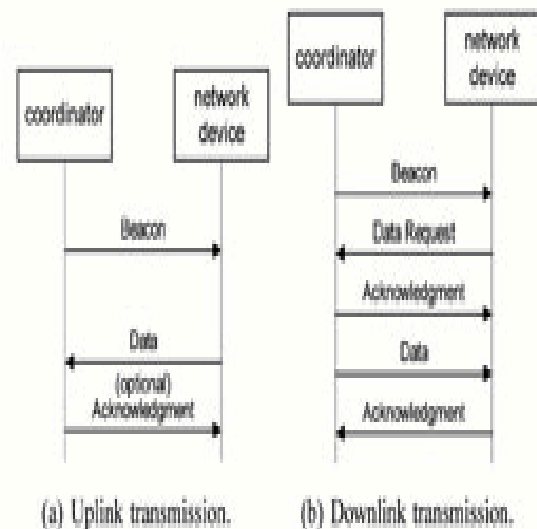 coordinator
network
device
Beacon
Data
(optional)
Acknowledgment
(a) Uplink transmission.
coordinator
network
device
Beacon
Data Request
Acknowledgment
Data
Acknowledgment
(b) Downlink transmission.